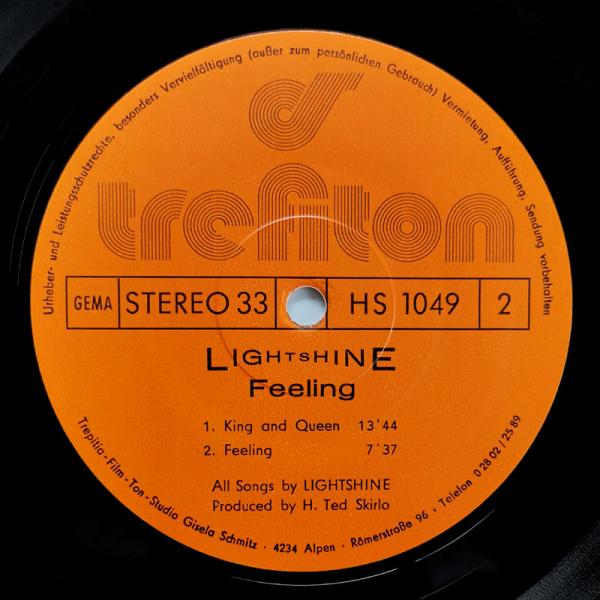 Urheber- und Leistungsschutzrechte, besonders Vervielfältigung (außer zum persönlichen Gebrauch) Vermietung, Aufführung, Sendung vorbehalten
trefiton
GEMA STEREO 33 HS 1049 2
LIGHTSHINE
Feeling
1. King and Queen 13'44
2. Feeling 7'37
All Songs by LIGHTSHINE
Produced by H. Ted Skirlo
Trepitia-Film-Ton-Studio Gisela Schmitz · 4234 Alpen · Römerstraße 96 · Telefon 0 28 02 / 25 89